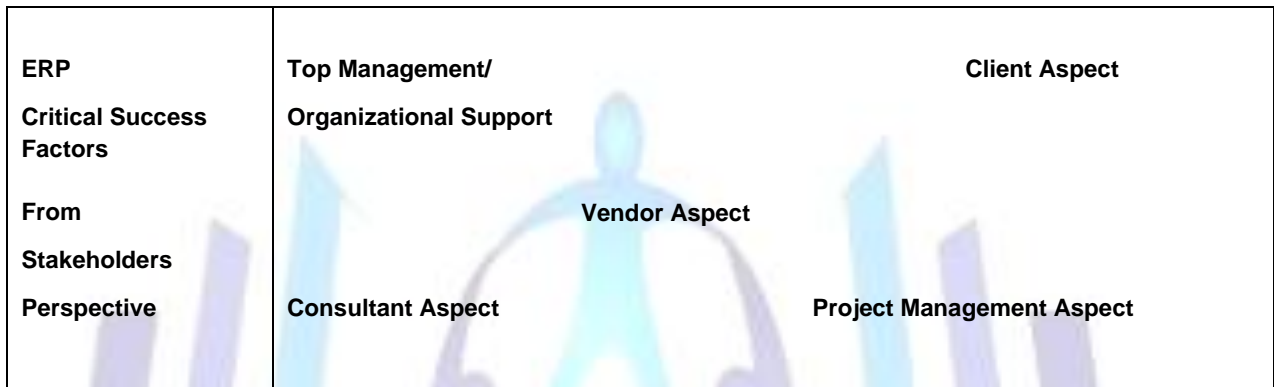 ERP
Critical Success
Factors
From
Stakeholders
Perspective
Top Management/
Organizational Support
Client Aspect
Vendor Aspect
Consultant Aspect
Project Management Aspect